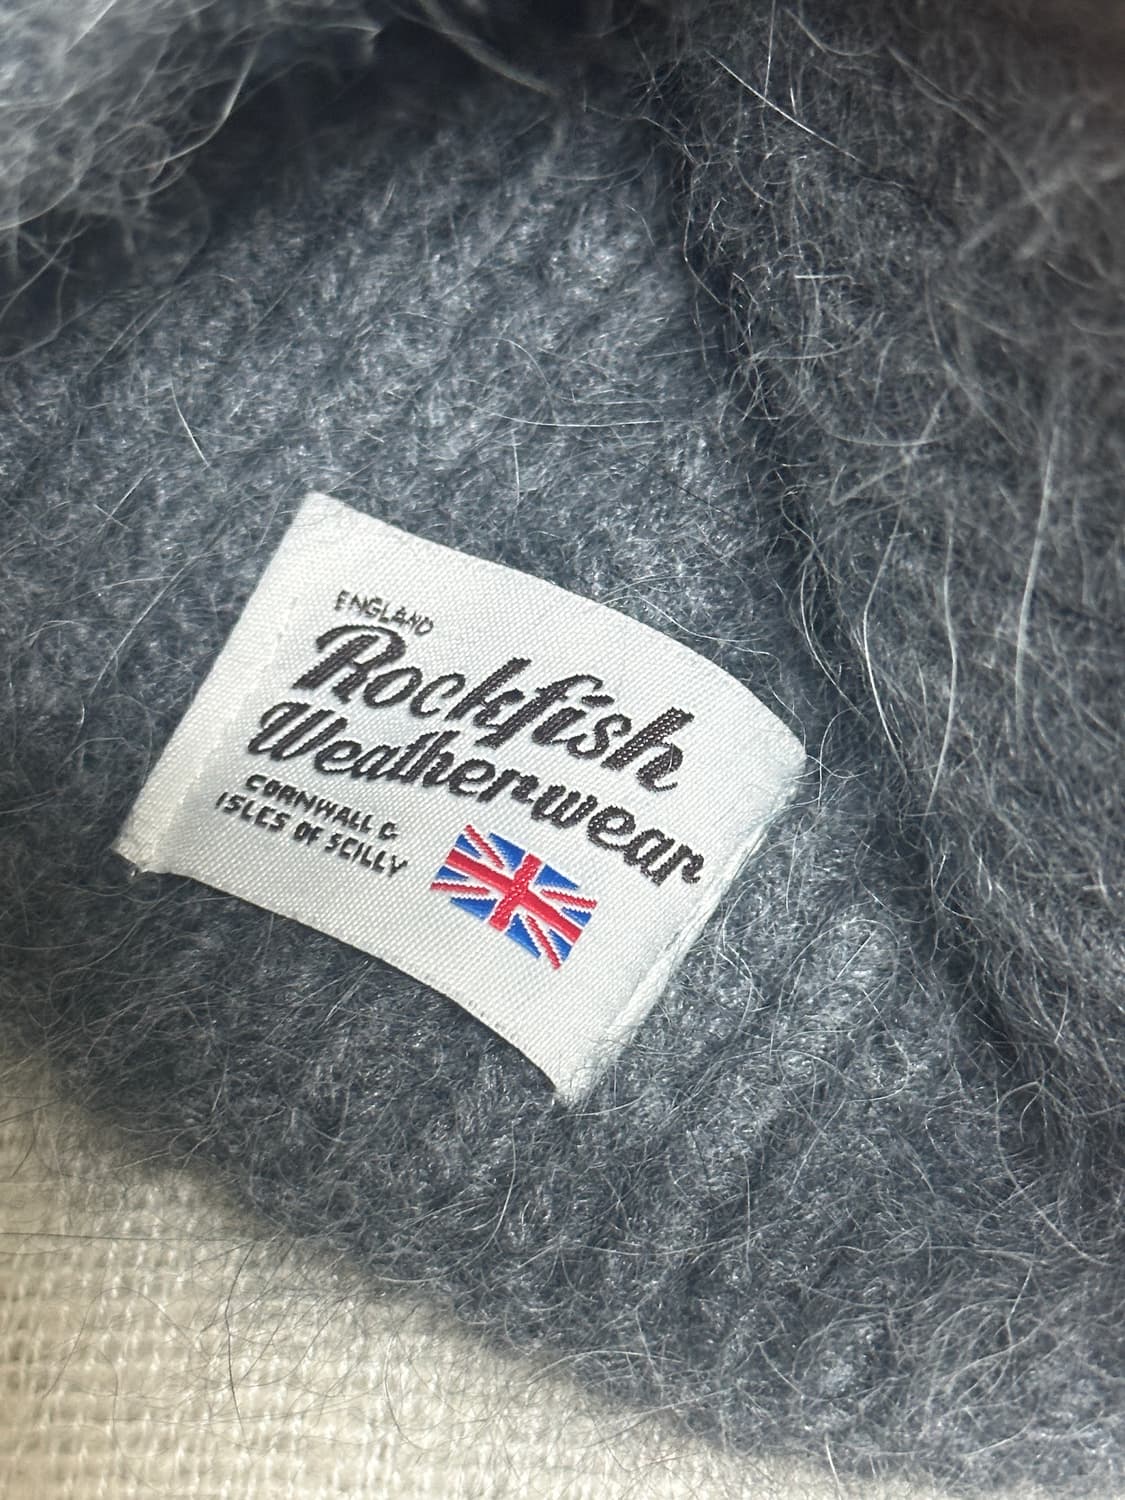 ENGLAND
Rockfish
Weatherwear
CORNWALL &
ISLES OF SCILLY